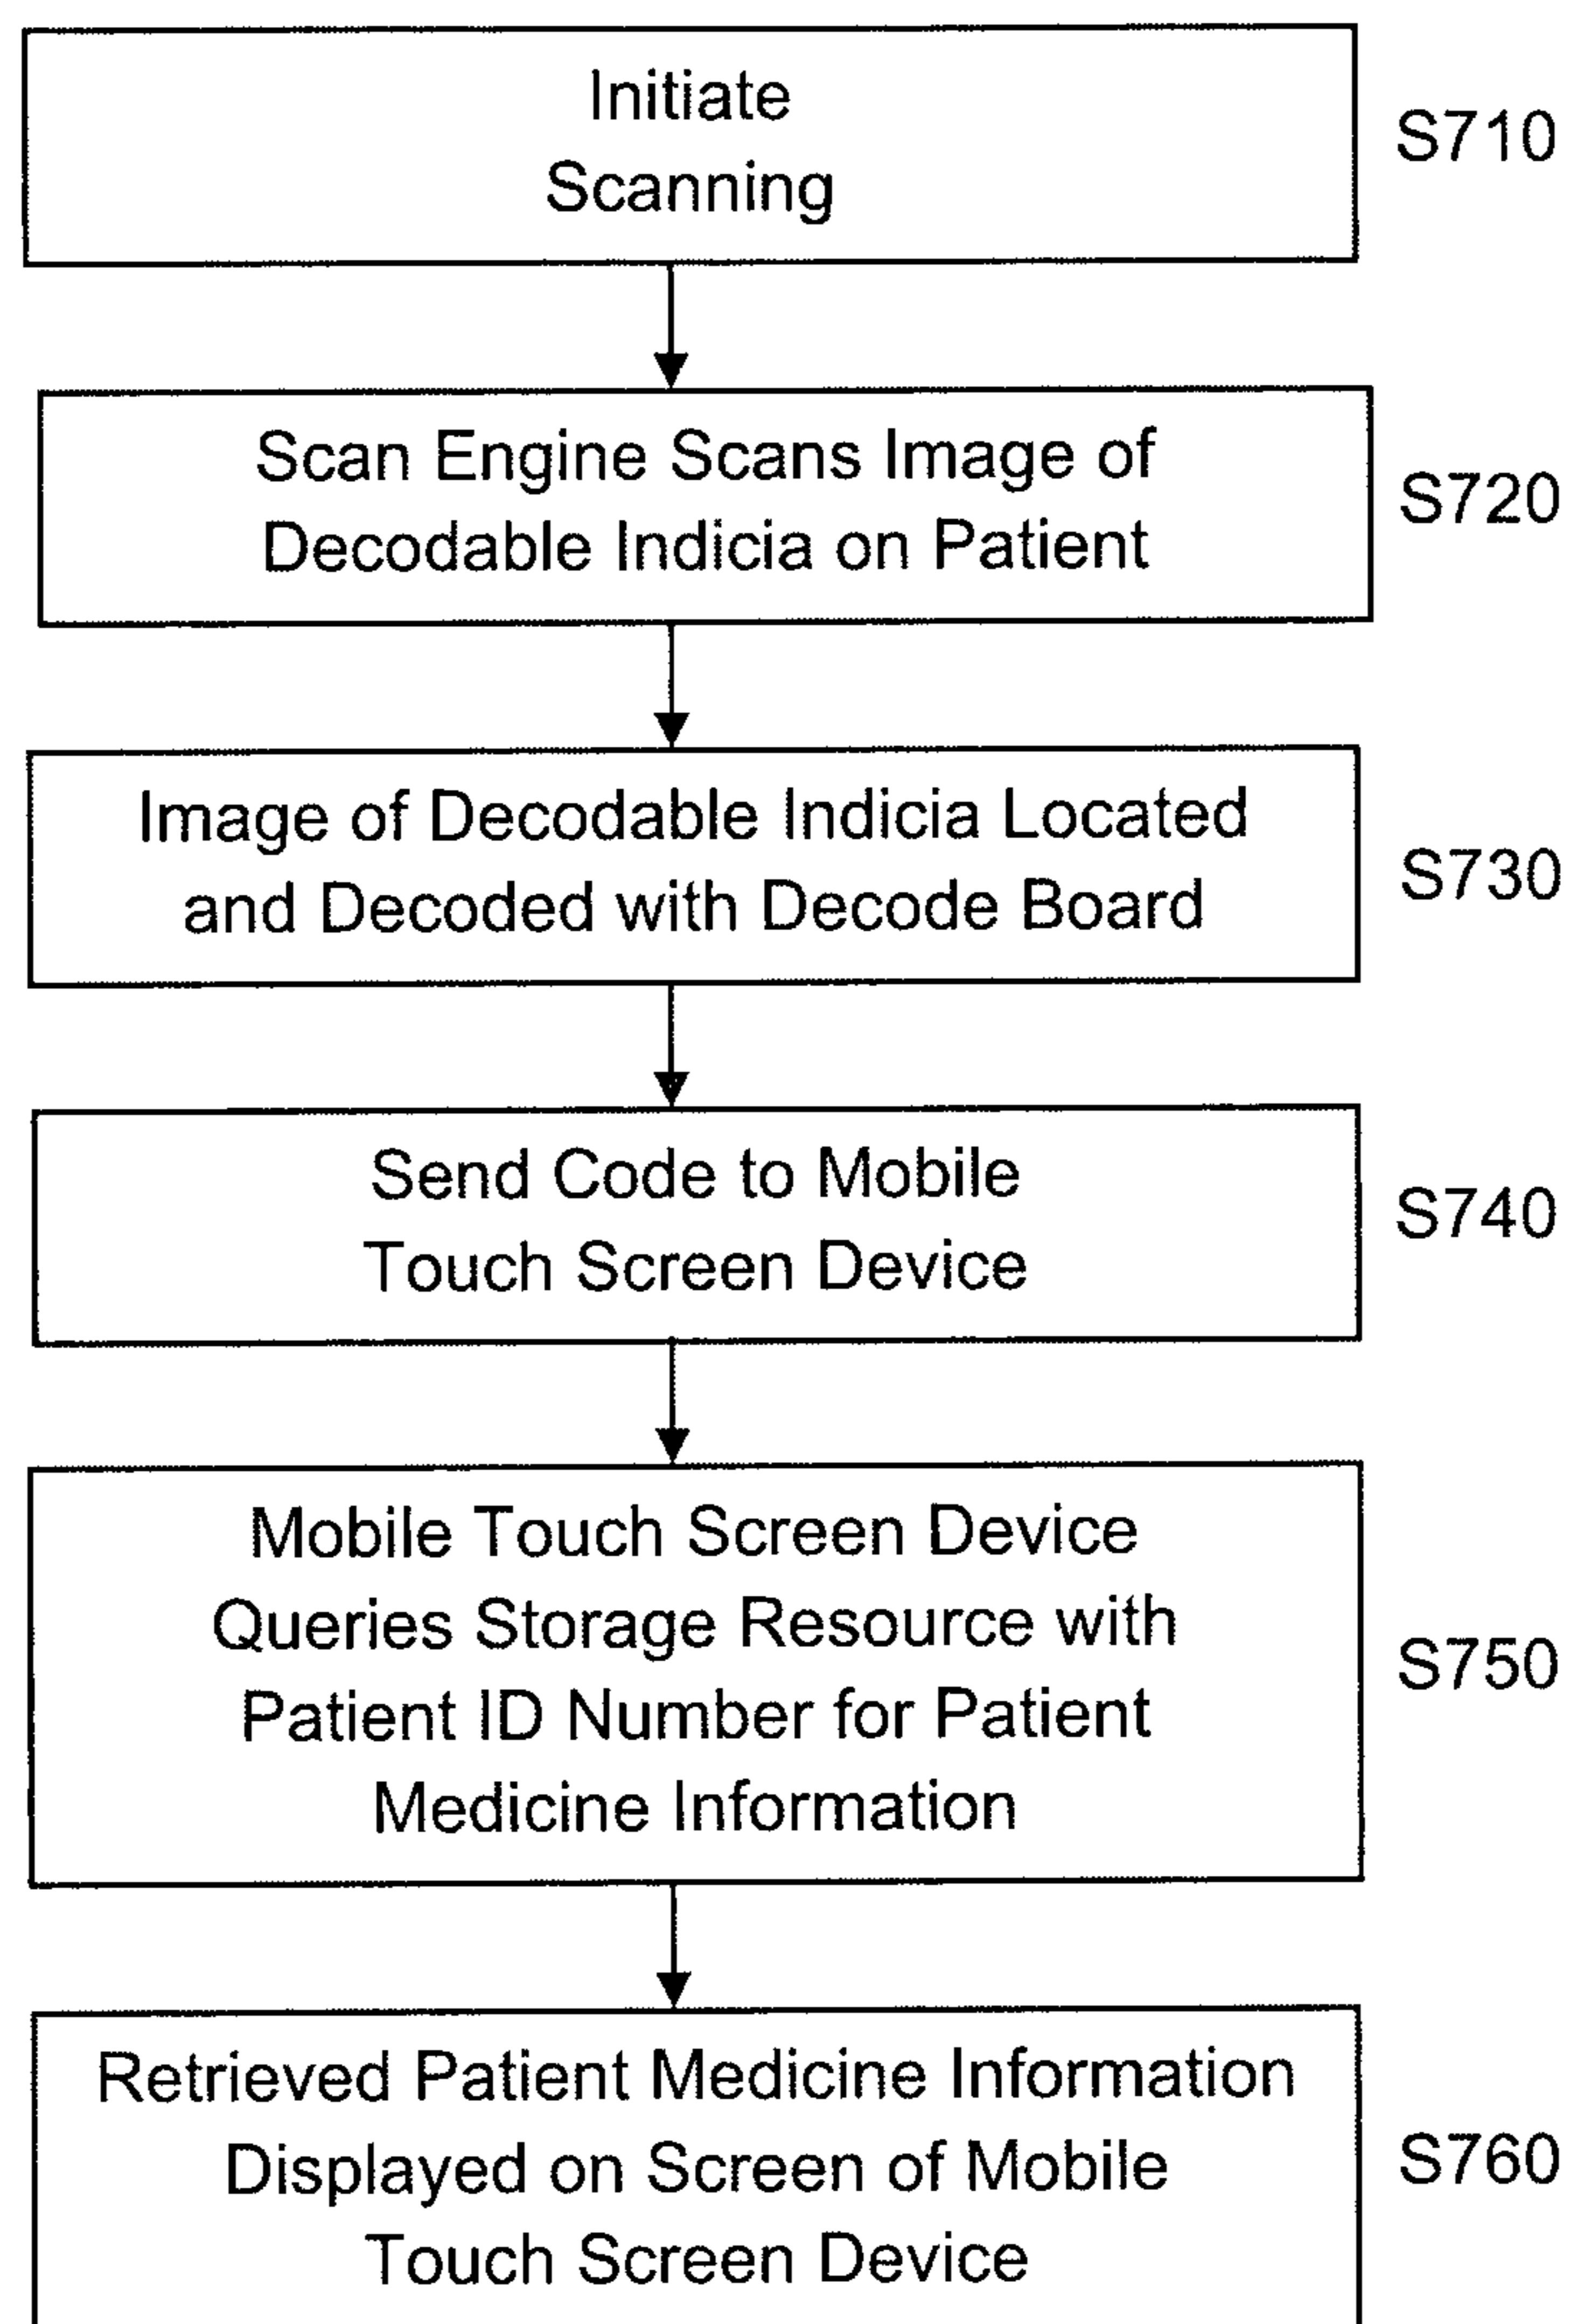 Initiate
Scanning
S710
Scan Engine Scans Image of
Decodable Indicia on Patient
S720
Image of Decodable Indicia Located
and Decoded with Decode Board
S730
Send Code to Mobile
Touch Screen Device
S740
Mobile Touch Screen Device
Queries Storage Resource with
Patient ID Number for Patient
Medicine Information
S750
Retrieved Patient Medicine Information
Displayed on Screen of Mobile
Touch Screen Device
S760